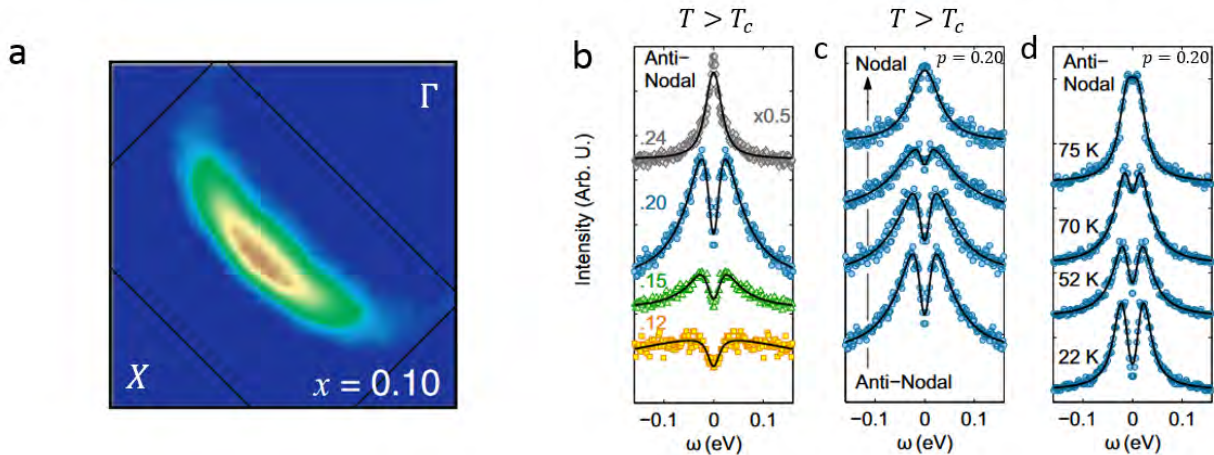 a
Γ
X
x = 0.10
T > Tc
b
Anti-
Nodal
x0.5
.24
.20
.15
.12
Intensity (Arb. U.)
−0.1 0 0.1
ω (eV)
T > Tc
c
Nodal
p = 0.20
Anti-Nodal
−0.1 0 0.1
ω (eV)
d
Anti-
Nodal
p = 0.20
75 K
70 K
52 K
22 K
−0.1 0 0.1
ω (eV)